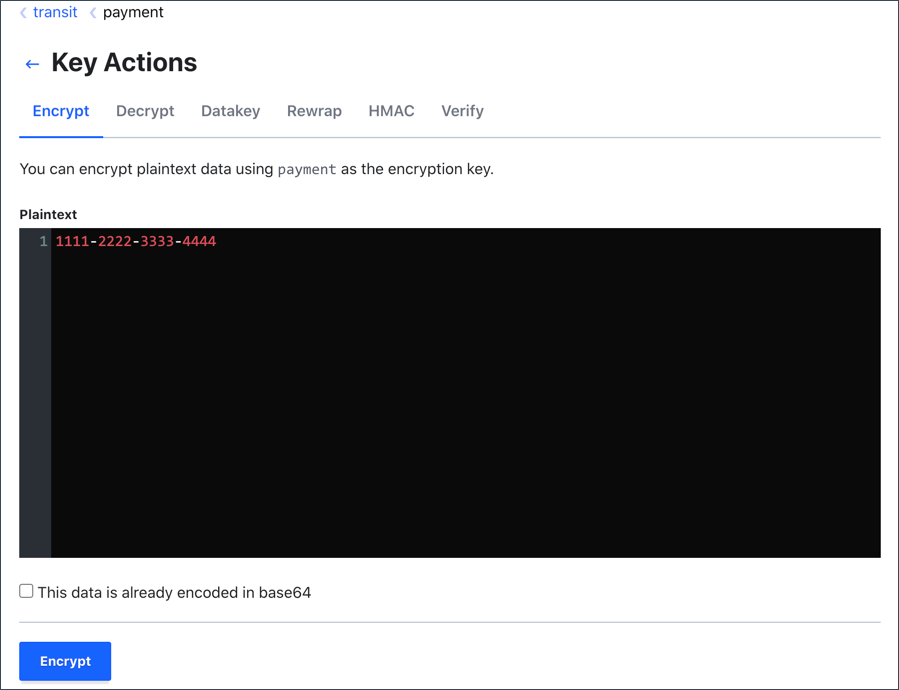 transit payment
← Key Actions
Encrypt Decrypt Datakey Rewrap HMAC Verify
You can encrypt plaintext data using payment as the encryption key.
Plaintext
1 1111-2222-3333-4444
This data is already encoded in base64
Encrypt